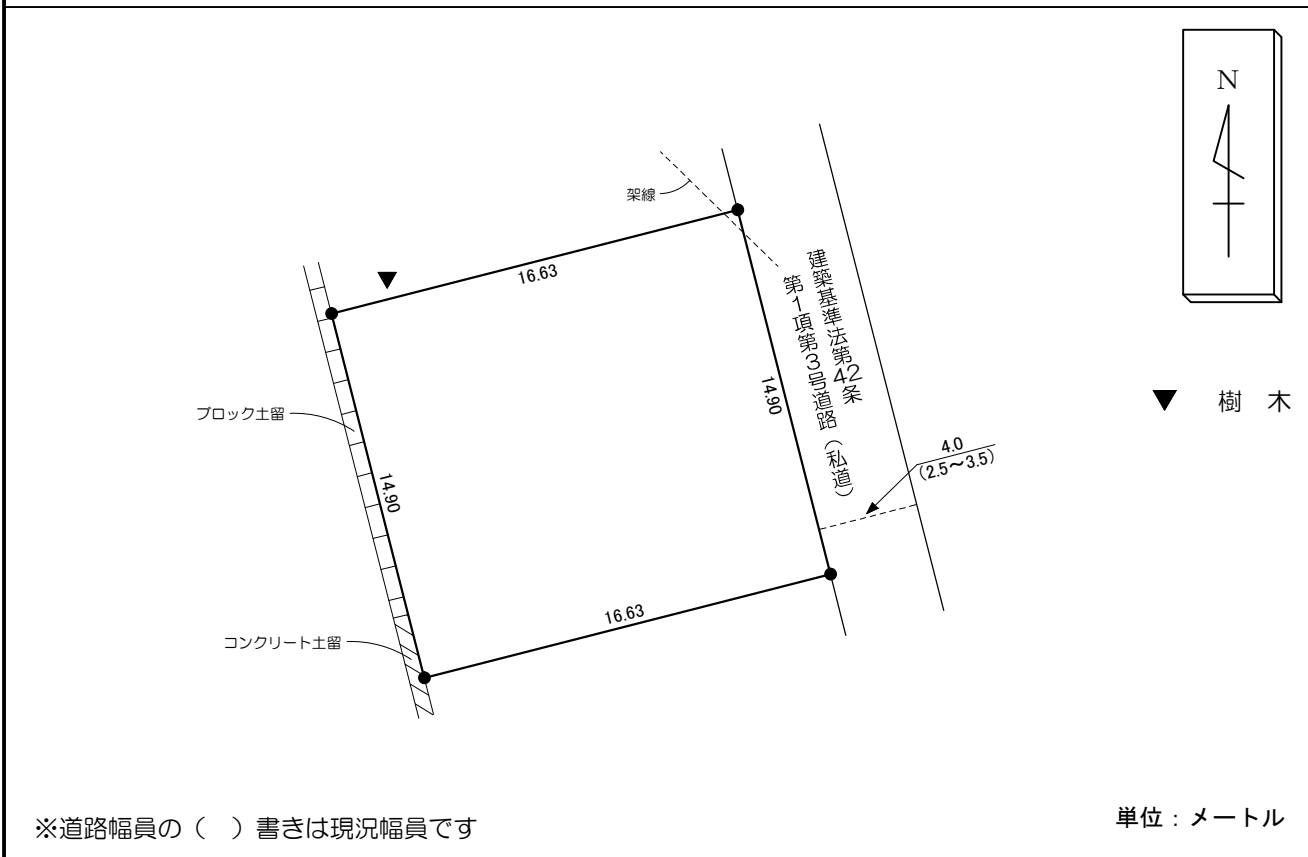 N
架線
16.63
建築基準法第42条
第1項第3号道路(私道)
14.90
▼ 樹 木
ブロック土留
4.0
(2.5~3.5)
14.90
16.63
コンクリート土留
※道路幅員の( )書きは現況幅員です
単位:メートル